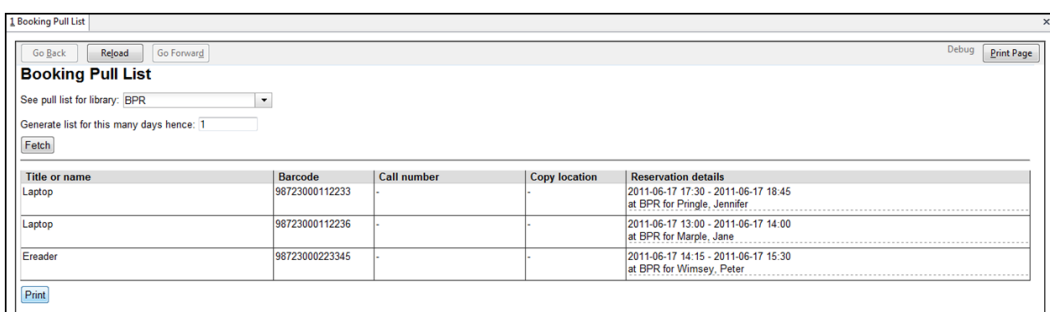 1 Booking Pull List ×
Go Back Reload Go Forward Debug Print Page
Booking Pull List
See pull list for library: BPR
Generate list for this many days hence: 1
Fetch
Title or name Barcode Call number Copy location Reservation details
Laptop 98723000112233 - - 2011-06-17 17:30 - 2011-06-17 18:45
at BPR for Pringle, Jennifer
Laptop 98723000112236 - - 2011-06-17 13:00 - 2011-06-17 14:00
at BPR for Marple, Jane
Ereader 98723000223345 - - 2011-06-17 14:15 - 2011-06-17 15:30
at BPR for Wimsey, Peter
Print